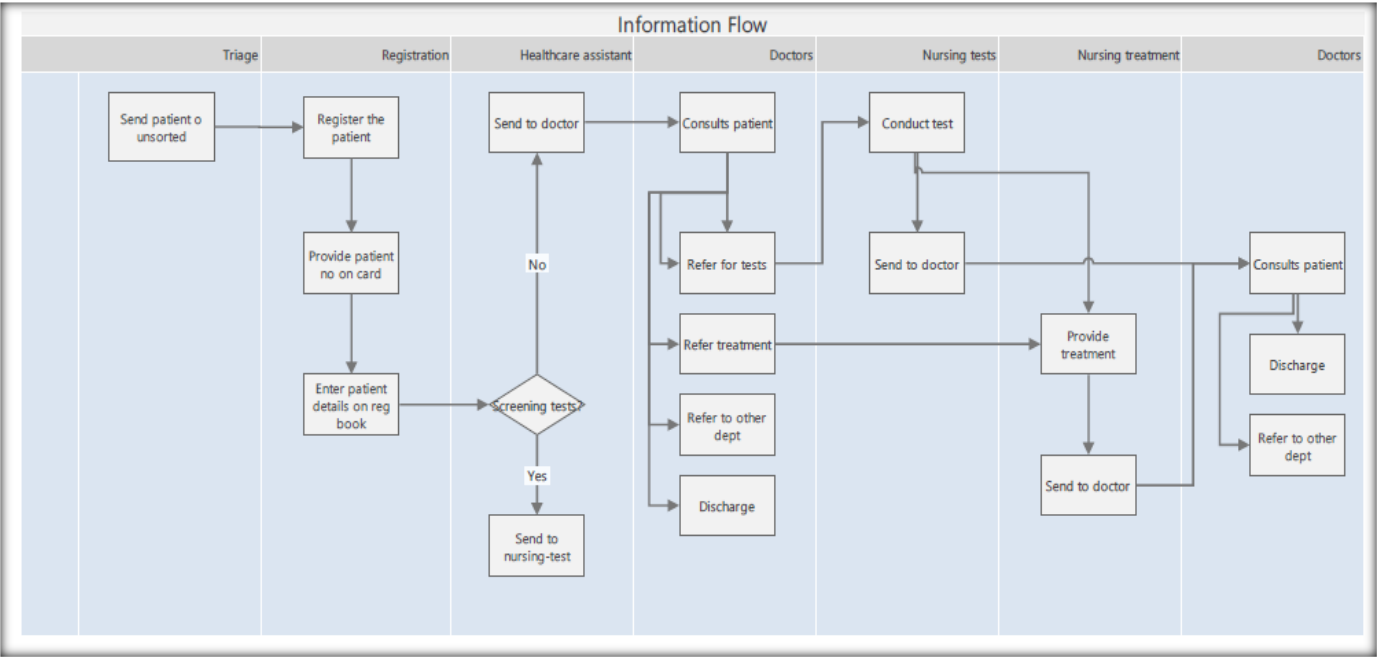 Information Flow
Triage
Registration
Healthcare assistant
Doctors
Nursing tests
Nursing treatment
Doctors
Send patient o
unsorted
Register the
patient
Send to doctor
Consults patient
Conduct test
Provide patient
no on card
No
Refer for tests
Send to doctor
Consults patient
Refer treatment
Provide
treatment
Discharge
Enter patient
details on reg
book
Screening tests?
Refer to other
dept
Refer to other
dept
Yes
Send to doctor
Discharge
Send to
nursing-test